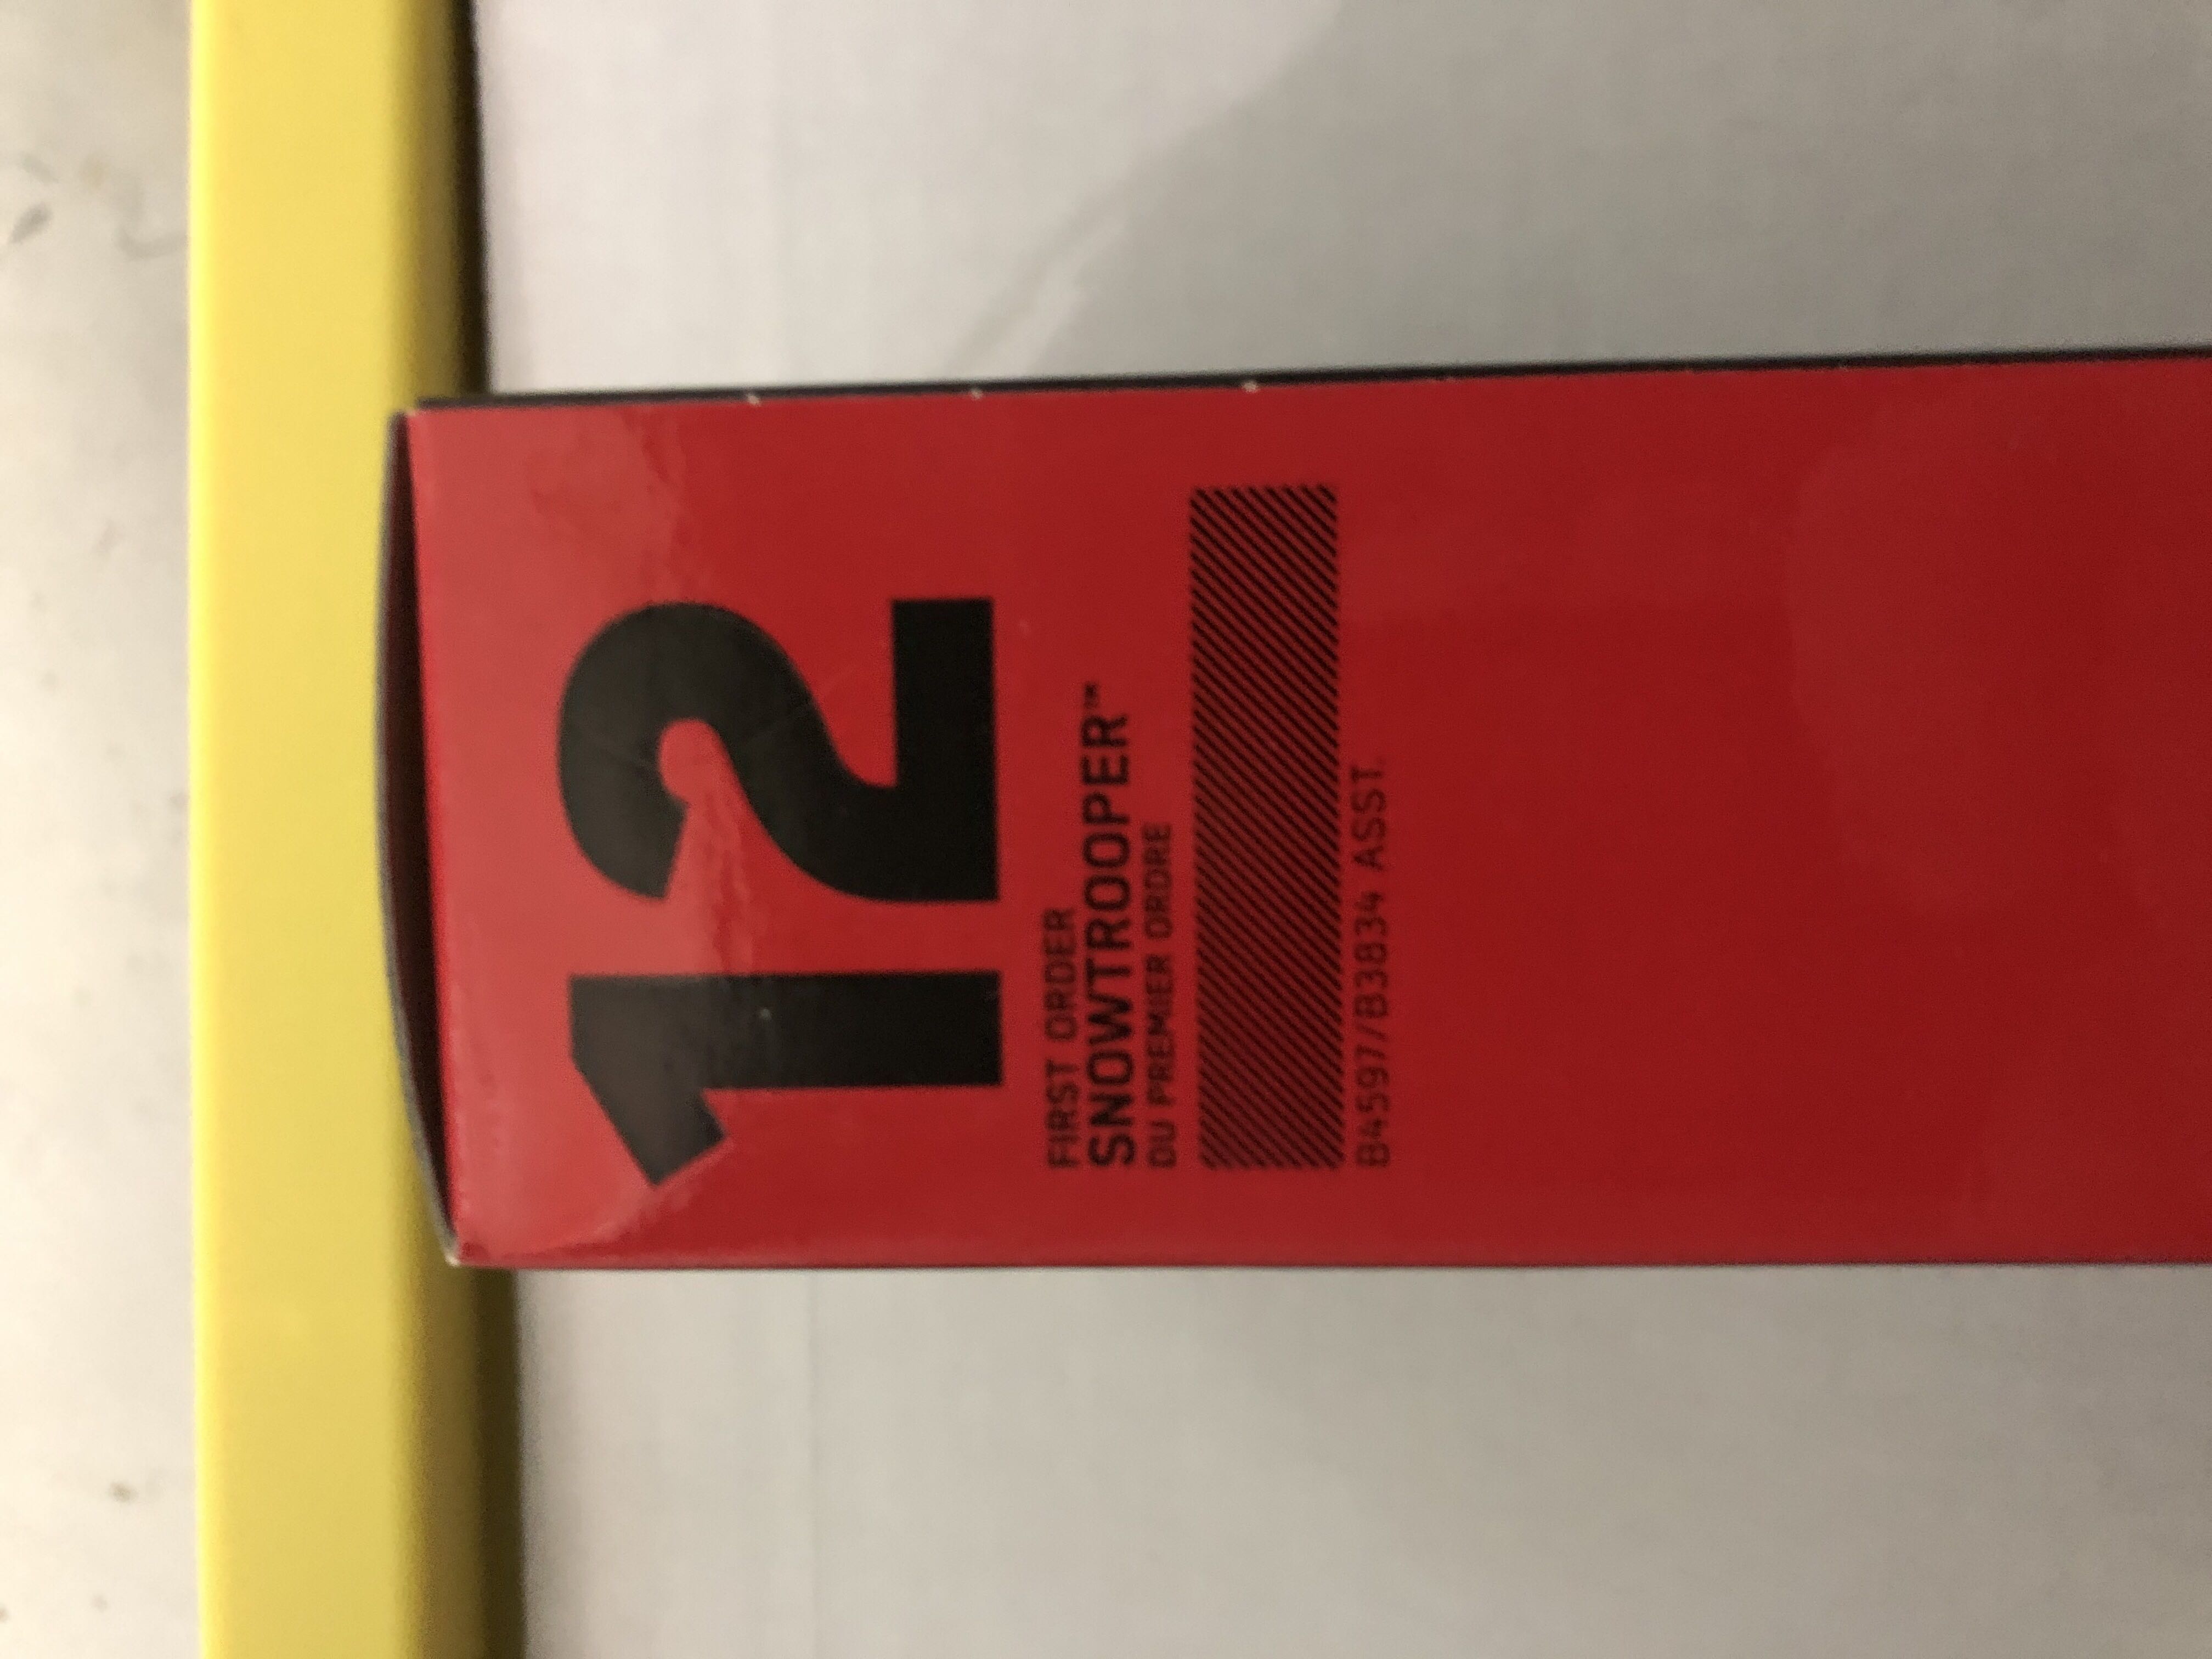 12
FIRST ORDER
SNOWTROOPER™
DU PREMIER ORDRE
B4597/B3834 ASST.